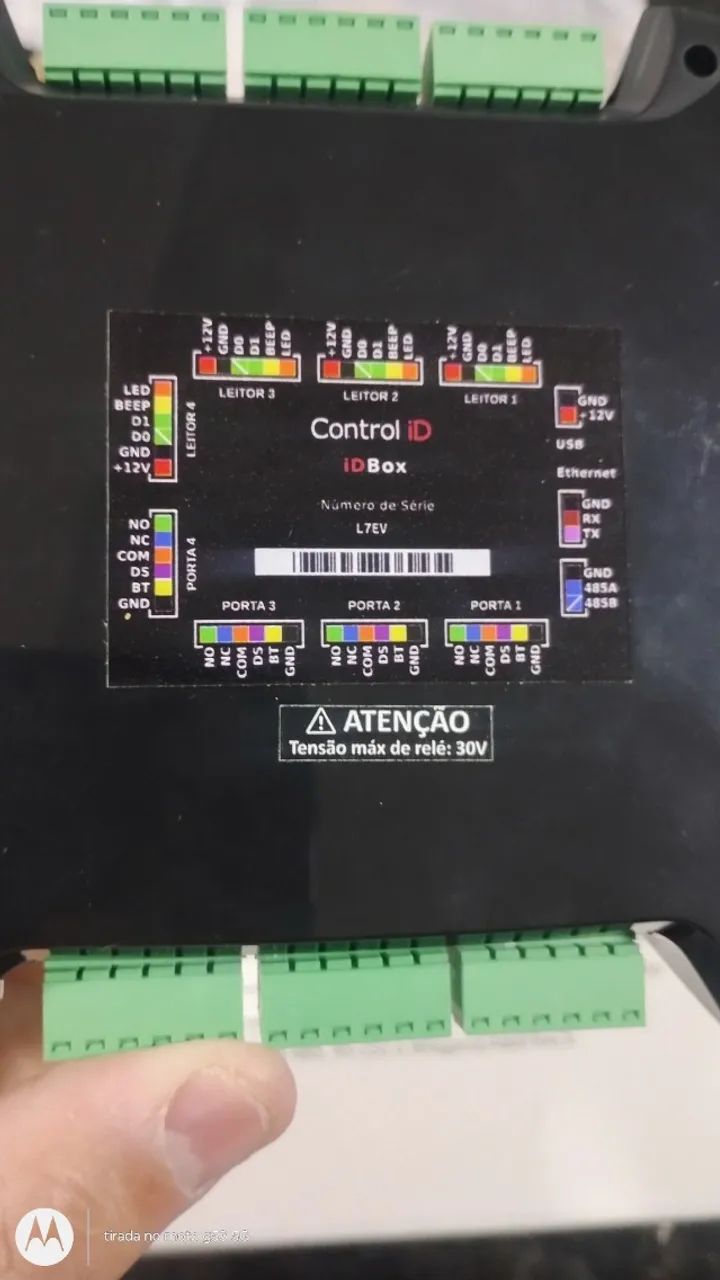 +12V GND D0 D1 BEEP LED
LEITOR 3
+12V GND D0 D1 BEEP LED
LEITOR 2
+12V GND D0 D1 BEEP LED
LEITOR 1
LED
BEEP
D1
D0
GND
+12V
LEITOR 4
GND
+12V
USB
Ethernet
Control iD
iDBox
Número de Série
L7EV
GND
RX
TX
GND
485A
485B
NO
NC
COM
DS
BT
GND
PORTA 4
PORTA 3
NO NC COM DS BT GND
PORTA 2
NO NC COM DS BT GND
PORTA 1
NO NC COM DS BT GND
ATENÇÃO
Tensão máx de relé: 30V
tirada no moto